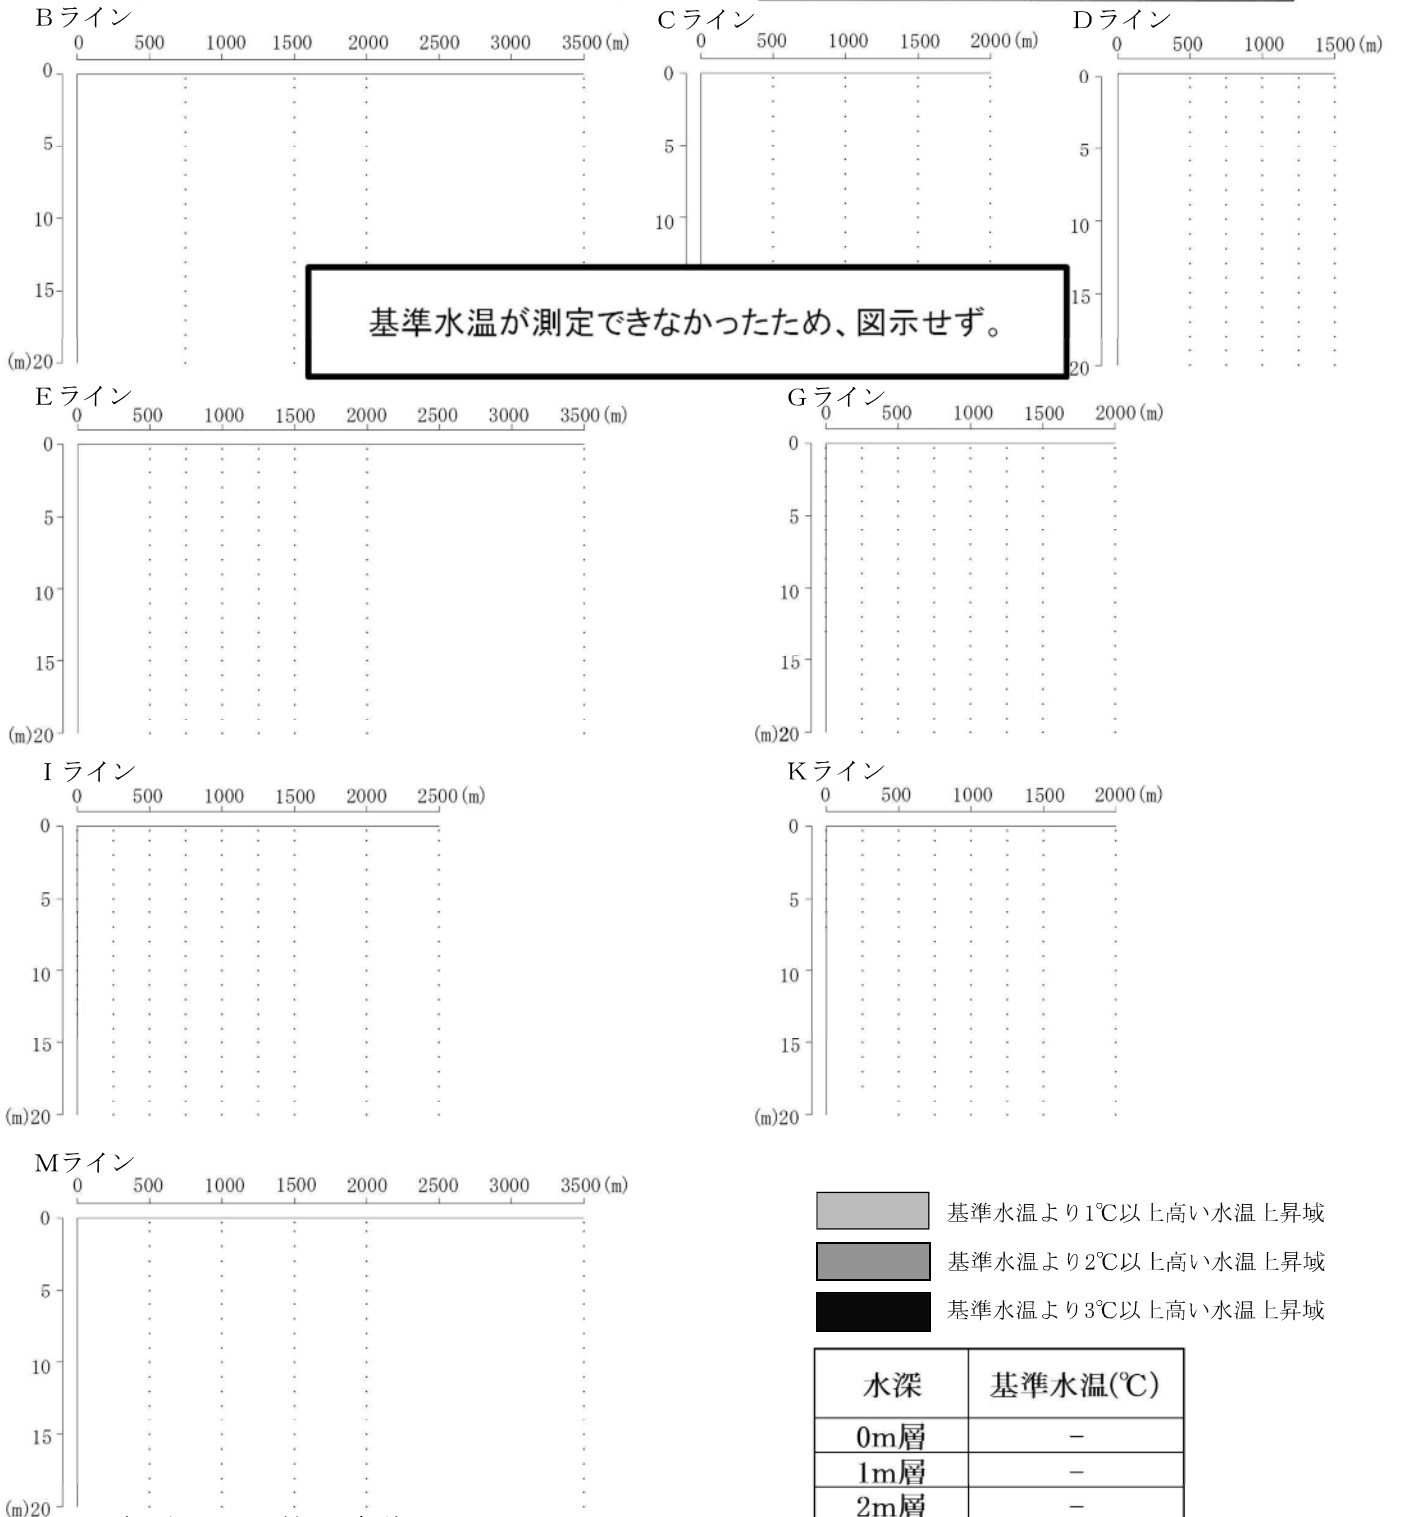 Bライン
0 500 1000 1500 2000 2500 3000 3500(m)
0
5
10
15
(m)20
Cライン
0 500 1000 1500 2000(m)
0
5
10
Dライン
0 500 1000 1500(m)
0
5
10
15
20
基準水温が測定できなかったため、図示せず。
Eライン
0 500 1000 1500 2000 2500 3000 3500(m)
0
5
10
15
(m)20
Gライン
0 500 1000 1500 2000(m)
0
5
10
15
(m)20
Iライン
0 500 1000 1500 2000 2500(m)
0
5
10
15
(m)20
Kライン
0 500 1000 1500 2000(m)
0
5
10
15
(m)20
Mライン
0 500 1000 1500 2000 2500 3000 3500(m)
0
5
10
15
(m)20
基準水温より1℃以上高い水温上昇域
基準水温より2℃以上高い水温上昇域
基準水温より3℃以上高い水温上昇域
水深 基準水温(℃)
0m層 −
1m層 −
2m層 −